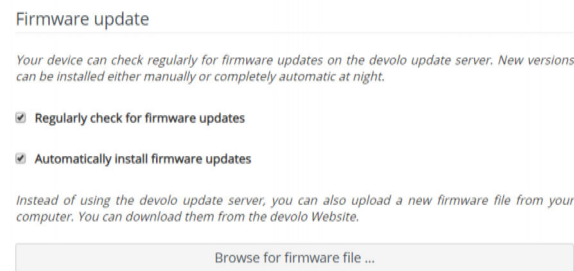 Firmware update
Your device can check regularly for firmware updates on the devolo update server. New versions
can be installed either manually or completely automatic at night.
Regularly check for firmware updates
Automatically install firmware updates
Instead of using the devolo update server, you can also upload a new firmware file from your
computer. You can download them from the devolo Website.
Browse for firmware file ...